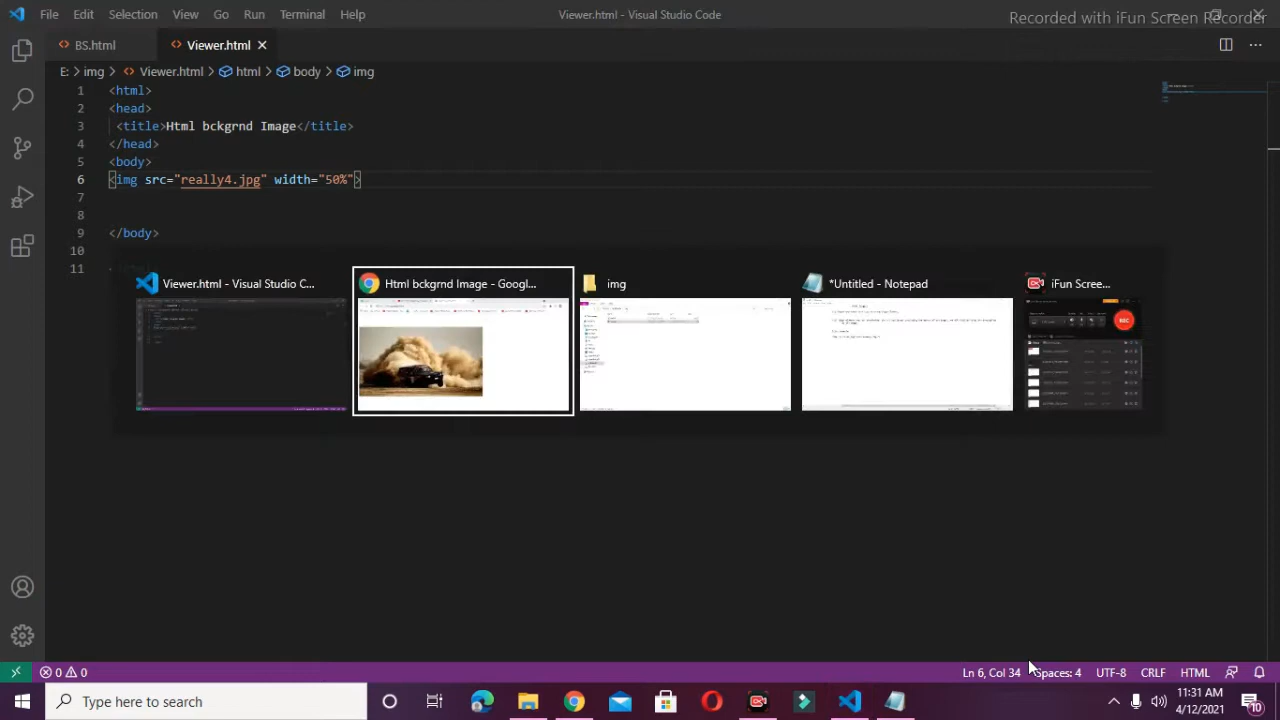 File Edit Selection View Go Run Terminal Help
Viewer.html - Visual Studio Code
Recorded with iFun Screen Recorder
BS.html
Viewer.html
E: > img > Viewer.html > html > body > img
1 <html>
2 <head>
3 <title>Html bckgrnd Image</title>
4 </head>
5 <body>
6 <img src="really4.jpg" width="50%">
7
8
9 </body>
10
11
Viewer.html - Visual Studio C...
Html bckgrnd Image - Googl...
img
*Untitled - Notepad
iFun Scree...
REC
0 0
Ln 6, Col 34
Spaces: 4
UTF-8
CRLF
HTML
Type here to search
11:31 AM
4/12/2021
10